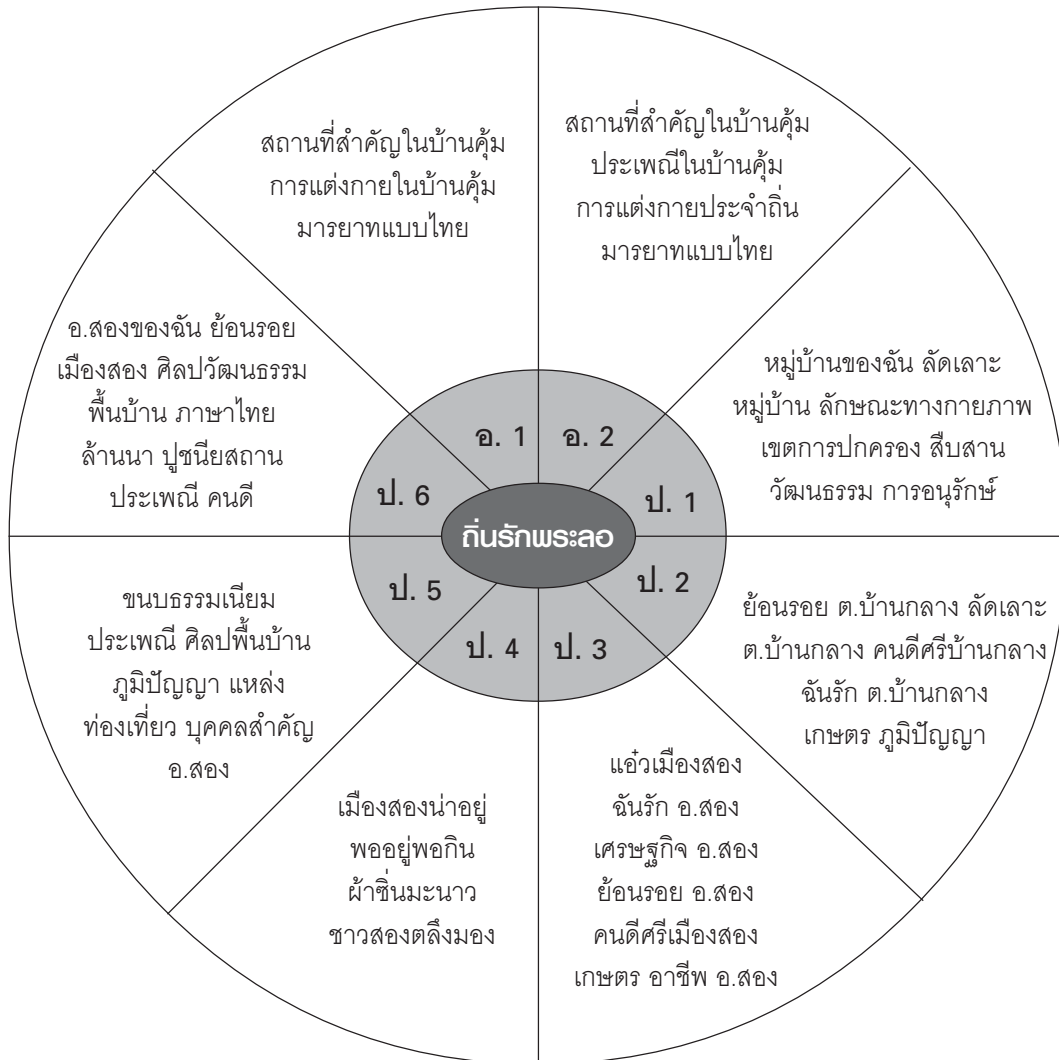 สถานที่สำคัญในบ้านคุ้ม
การแต่งกายในบ้านคุ้ม
มารยาทแบบไทย
สถานที่สำคัญในบ้านคุ้ม
ประเพณีในบ้านคุ้ม
การแต่งกายประจำถิ่น
มารยาทแบบไทย
อ.สองของฉัน ย้อนรอย
เมืองสอง ศิลปวัฒนธรรม
พื้นบ้าน ภาษาไทย
ล้านนา ปูชนียสถาน
ประเพณี คนดี
หมู่บ้านของฉัน ลัดเลาะ
หมู่บ้าน ลักษณะทางกายภาพ
เขตการปกครอง สืบสาน
วัฒนธรรม การอนุรักษ์
อ. 1
อ. 2
ป. 6
ป. 1
ถิ่นรักพระลอ
ป. 5
ป. 2
ป. 4
ป. 3
ขนบธรรมเนียม
ประเพณี ศิลปพื้นบ้าน
ภูมิปัญญา แหล่ง
ท่องเที่ยว บุคคลสำคัญ
อ.สอง
ย้อนรอย ต.บ้านกลาง ลัดเลาะ
ต.บ้านกลาง คนดีศรีบ้านกลาง
ฉันรัก ต.บ้านกลาง
เกษตร ภูมิปัญญา
เมืองสองน่าอยู่
พออยู่พอกิน
ผ้าซิ่นมะนาว
ชาวสองตลึงมอง
แอ๋วเมืองสอง
ฉันรัก อ.สอง
เศรษฐกิจ อ.สอง
ย้อนรอย อ.สอง
คนดีศรีเมืองสอง
เกษตร อาชีพ อ.สอง